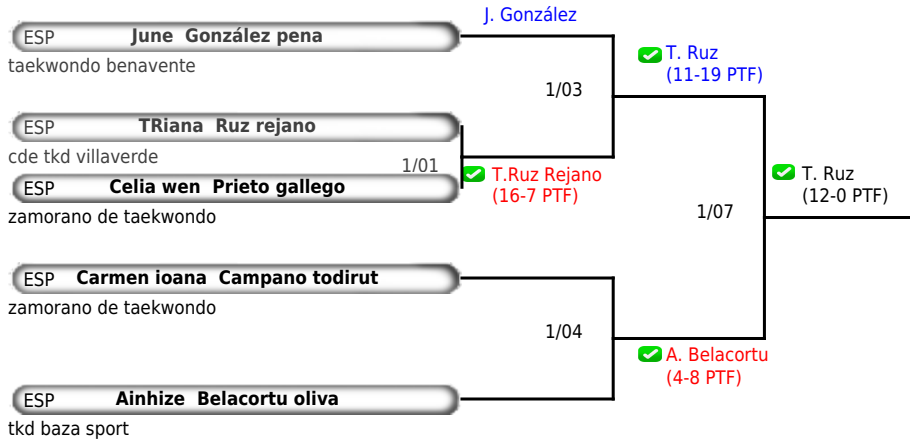 J. González
ESP June González pena
taekwondo benavente
T. Ruz
(11-19 PTF)
1/03
ESP TRiana Ruz rejano
cde tkd villaverde
1/01
T.Ruz Rejano
(16-7 PTF)
ESP Celia wen Prieto gallego
zamorano de taekwondo
T. Ruz
(12-0 PTF)
1/07
ESP Carmen ioana Campano todirut
zamorano de taekwondo
1/04
A. Belacortu
(4-8 PTF)
ESP Ainhize Belacortu oliva
tkd baza sport